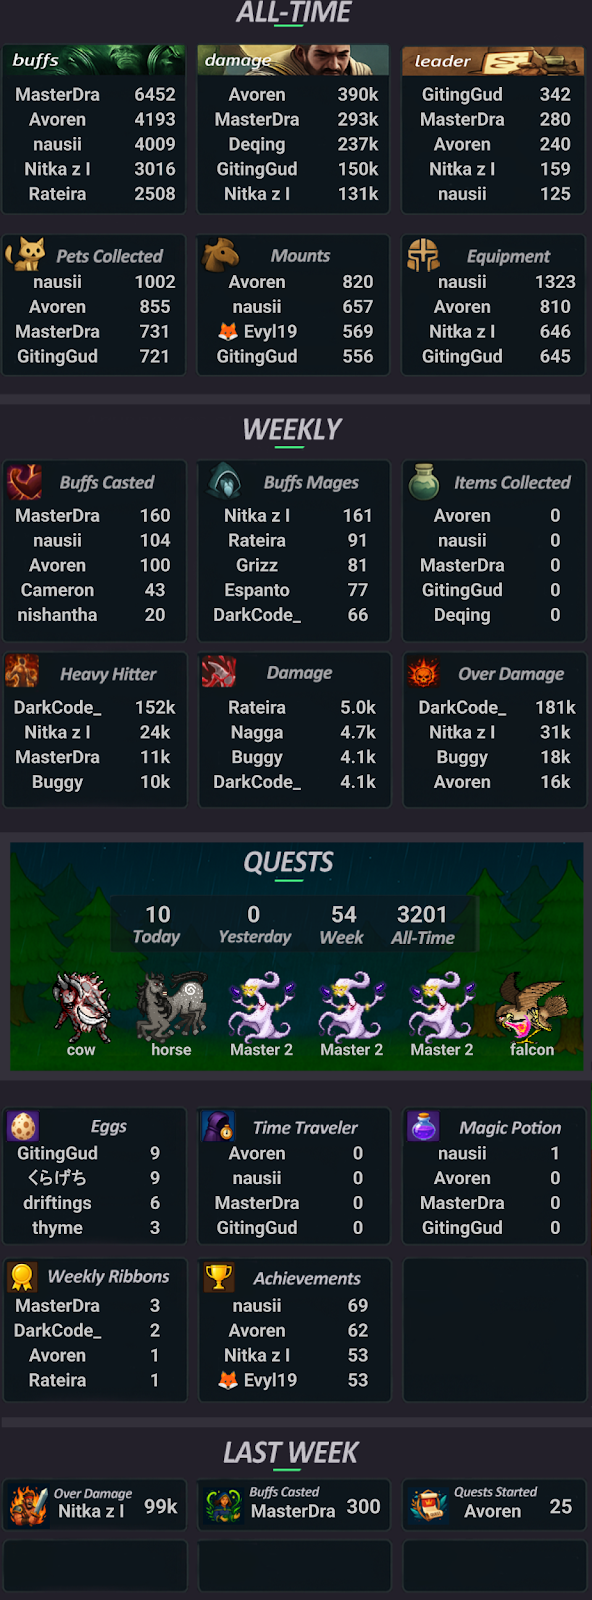 ALL-TIME
buffs
MasterDra 6452
Avoren 4193
nausii 4009
Nitka z I 3016
Rateira 2508
damage
Avoren 390k
MasterDra 293k
Deqing 237k
GitingGud 150k
Nitka z I 131k
leader
GitingGud 342
MasterDra 280
Avoren 240
Nitka z I 159
nausii 125
Pets Collected
nausii 1002
Avoren 855
MasterDra 731
GitingGud 721
Mounts
Avoren 820
nausii 657
🦊 Evyl19 569
GitingGud 556
Equipment
nausii 1323
Avoren 810
Nitka z I 646
GitingGud 645
WEEKLY
Buffs Casted
MasterDra 160
nausii 104
Avoren 100
Cameron 43
nishantha 20
Buffs Mages
Nitka z I 161
Rateira 91
Grizz 81
Espanto 77
DarkCode_ 66
Items Collected
Avoren 0
nausii 0
MasterDra 0
GitingGud 0
Deqing 0
Heavy Hitter
DarkCode_ 152k
Nitka z I 24k
MasterDra 11k
Buggy 10k
Damage
Rateira 5.0k
Nagga 4.7k
Buggy 4.1k
DarkCode_ 4.1k
Over Damage
DarkCode_ 181k
Nitka z I 31k
Buggy 18k
Avoren 16k
QUESTS
10 0 54 3201
Today Yesterday Week All-Time
cow horse Master 2 Master 2 Master 2 falcon
Eggs
GitingGud 9
くらげち 9
driftings 6
thyme 3
Time Traveler
Avoren 0
nausii 0
MasterDra 0
GitingGud 0
Magic Potion
nausii 1
Avoren 0
MasterDra 0
GitingGud 0
Weekly Ribbons
MasterDra 3
DarkCode_ 2
Avoren 1
Rateira 1
Achievements
nausii 69
Avoren 62
Nitka z I 53
🦊 Evyl19 53
LAST WEEK
Over Damage
Nitka z I 99k
Buffs Casted
MasterDra 300
Quests Started
Avoren 25